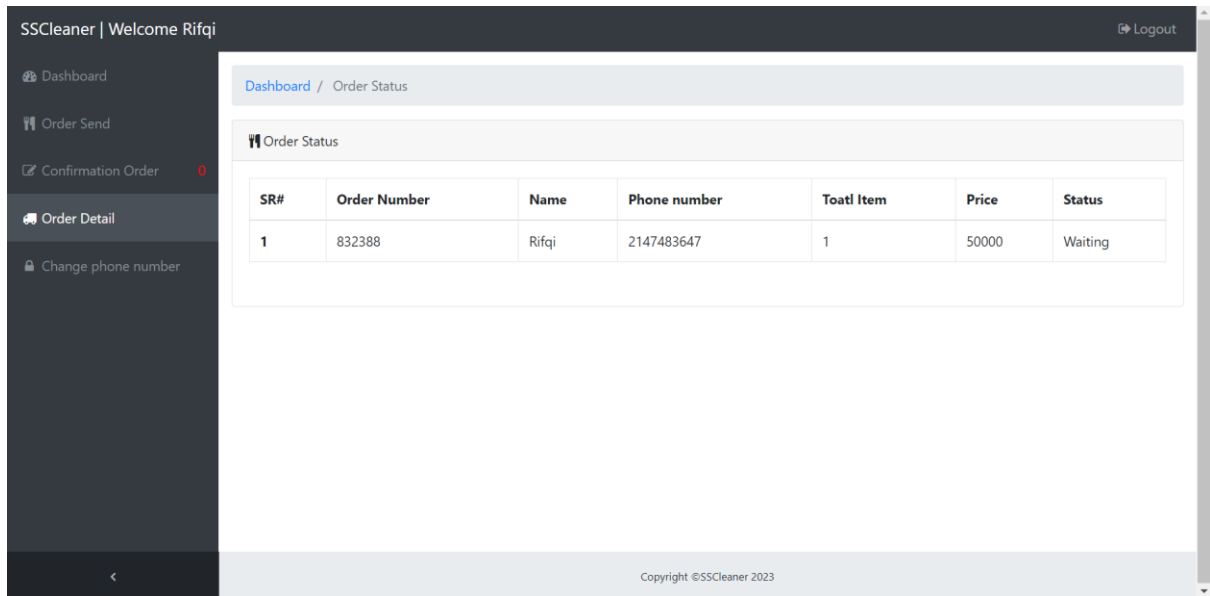 SSCleaner | Welcome Rifqi
Logout
Dashboard
Order Send
Confirmation Order 0
Order Detail
Change phone number
Dashboard / Order Status
Order Status
SR# Order Number Name Phone number Toatl Item Price Status
1 832388 Rifqi 2147483647 1 50000 Waiting
Copyright ©SSCleaner 2023